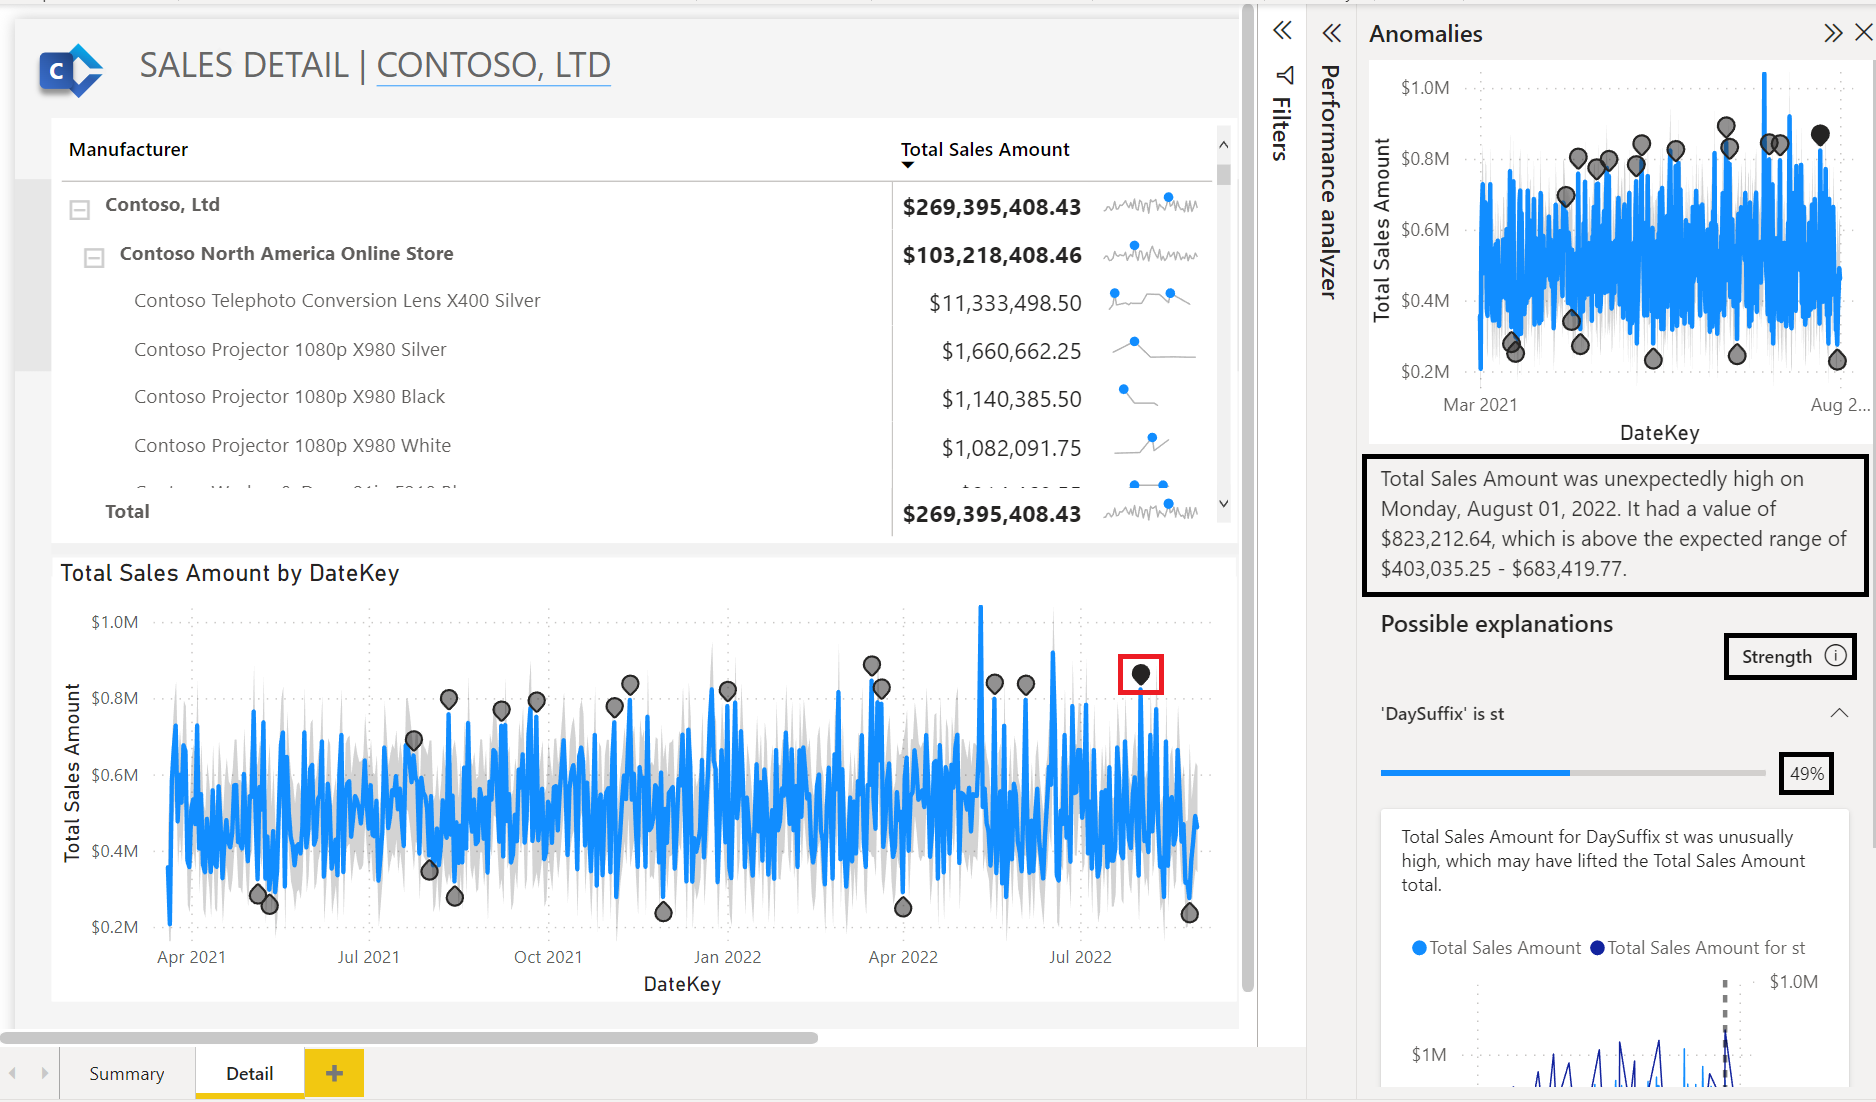 C
SALES DETAIL | CONTOSO, LTD
Manufacturer
Total Sales Amount
Contoso, Ltd
$269,395,408.43
Contoso North America Online Store
$103,218,408.46
Contoso Telephoto Conversion Lens X400 Silver
$11,333,498.50
Contoso Projector 1080p X980 Silver
$1,660,662.25
Contoso Projector 1080p X980 Black
$1,140,385.50
Contoso Projector 1080p X980 White
$1,082,091.75
Total
$269,395,408.43
Total Sales Amount by DateKey
Total Sales Amount
$1.0M
$0.8M
$0.6M
$0.4M
$0.2M
Apr 2021
Jul 2021
Oct 2021
Jan 2022
Apr 2022
Jul 2022
DateKey
Summary
Detail
Filters
Performance analyzer
Anomalies
Total Sales Amount
$1.0M
$0.8M
$0.6M
$0.4M
$0.2M
Mar 2021
Aug 2...
DateKey
Total Sales Amount was unexpectedly high on
Monday, August 01, 2022. It had a value of
$823,212.64, which is above the expected range of
$403,035.25 - $683,419.77.
Possible explanations
Strength
'DaySuffix' is st
49%
Total Sales Amount for DaySuffix st was unusually
high, which may have lifted the Total Sales Amount
total.
Total Sales Amount
Total Sales Amount for st
$1.0M
$1M